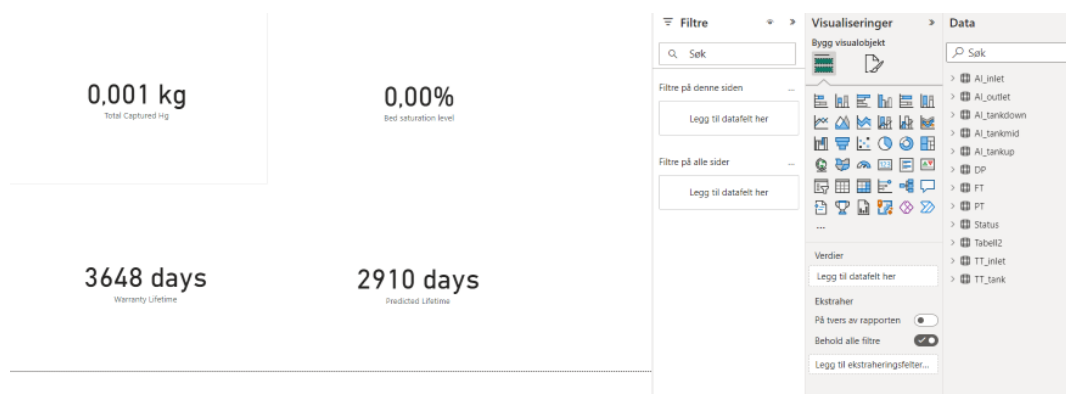 0,001 kg
Total Captured Hg
0,00%
Bed saturation level
3648 days
Warranty Lifetime
2910 days
Predicted Lifetime
Filtre
Søk
Filtre på denne siden
...
Legg til datafelt her
Filtre på alle sider
...
Legg til datafelt her
Visualiseringer
Bygg visualobjekt
...
Verdier
Legg til datafelt her
Ekstraher
På tvers av rapporten
Behold alle filtre
Legg til ekstraheringsfelter...
Data
Søk
AI_inlet
AI_outlet
AI_tankdown
AI_tankmid
AI_tankup
DP
FT
PT
Status
Tabell2
TT_inlet
TT_tank